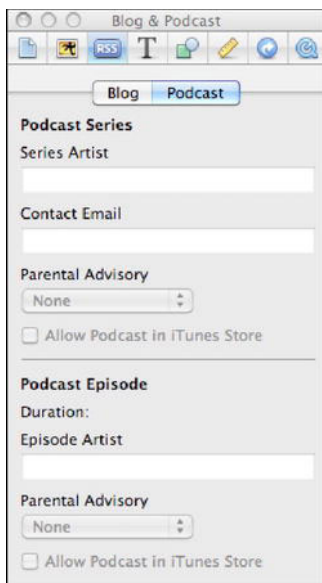 Blog & Podcast
RSS T
Blog Podcast
Podcast Series
Series Artist
Contact Email
Parental Advisory
None
Allow Podcast in iTunes Store
Podcast Episode
Duration:
Episode Artist
Parental Advisory
None
Allow Podcast in iTunes Store